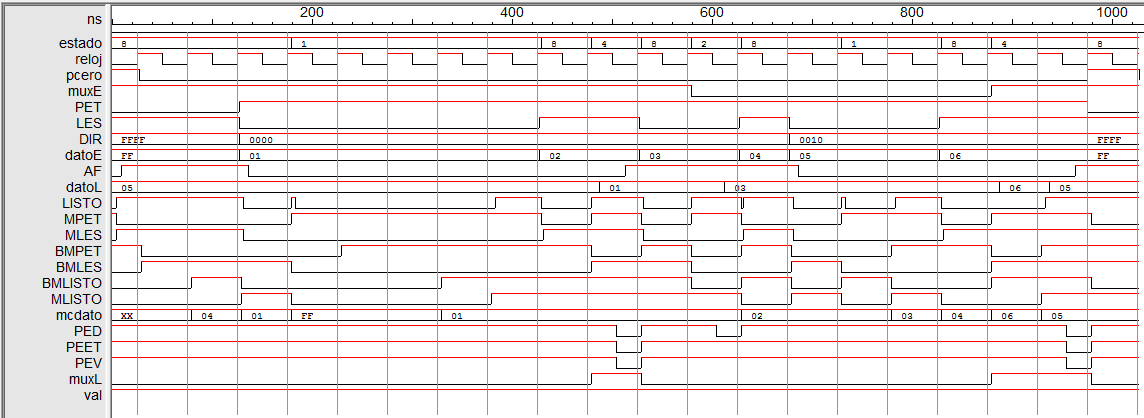 ns 200 400 600 800 1000
estado 8 1 8 4 8 2 8 1 8 4 8
reloj
pcero
muxE
PET
LES
DIR FFFF 0000 0010 FFFF
datoE FF 01 02 03 04 05 06 FF
AF
datoL 05 01 03 06 05
LISTO
MPET
MLES
BMPET
BMLES
BMLISTO
MLISTO
mcdato XX 04 01 FF 01 02 03 04 06 05
PED
PEET
PEV
muxL
val